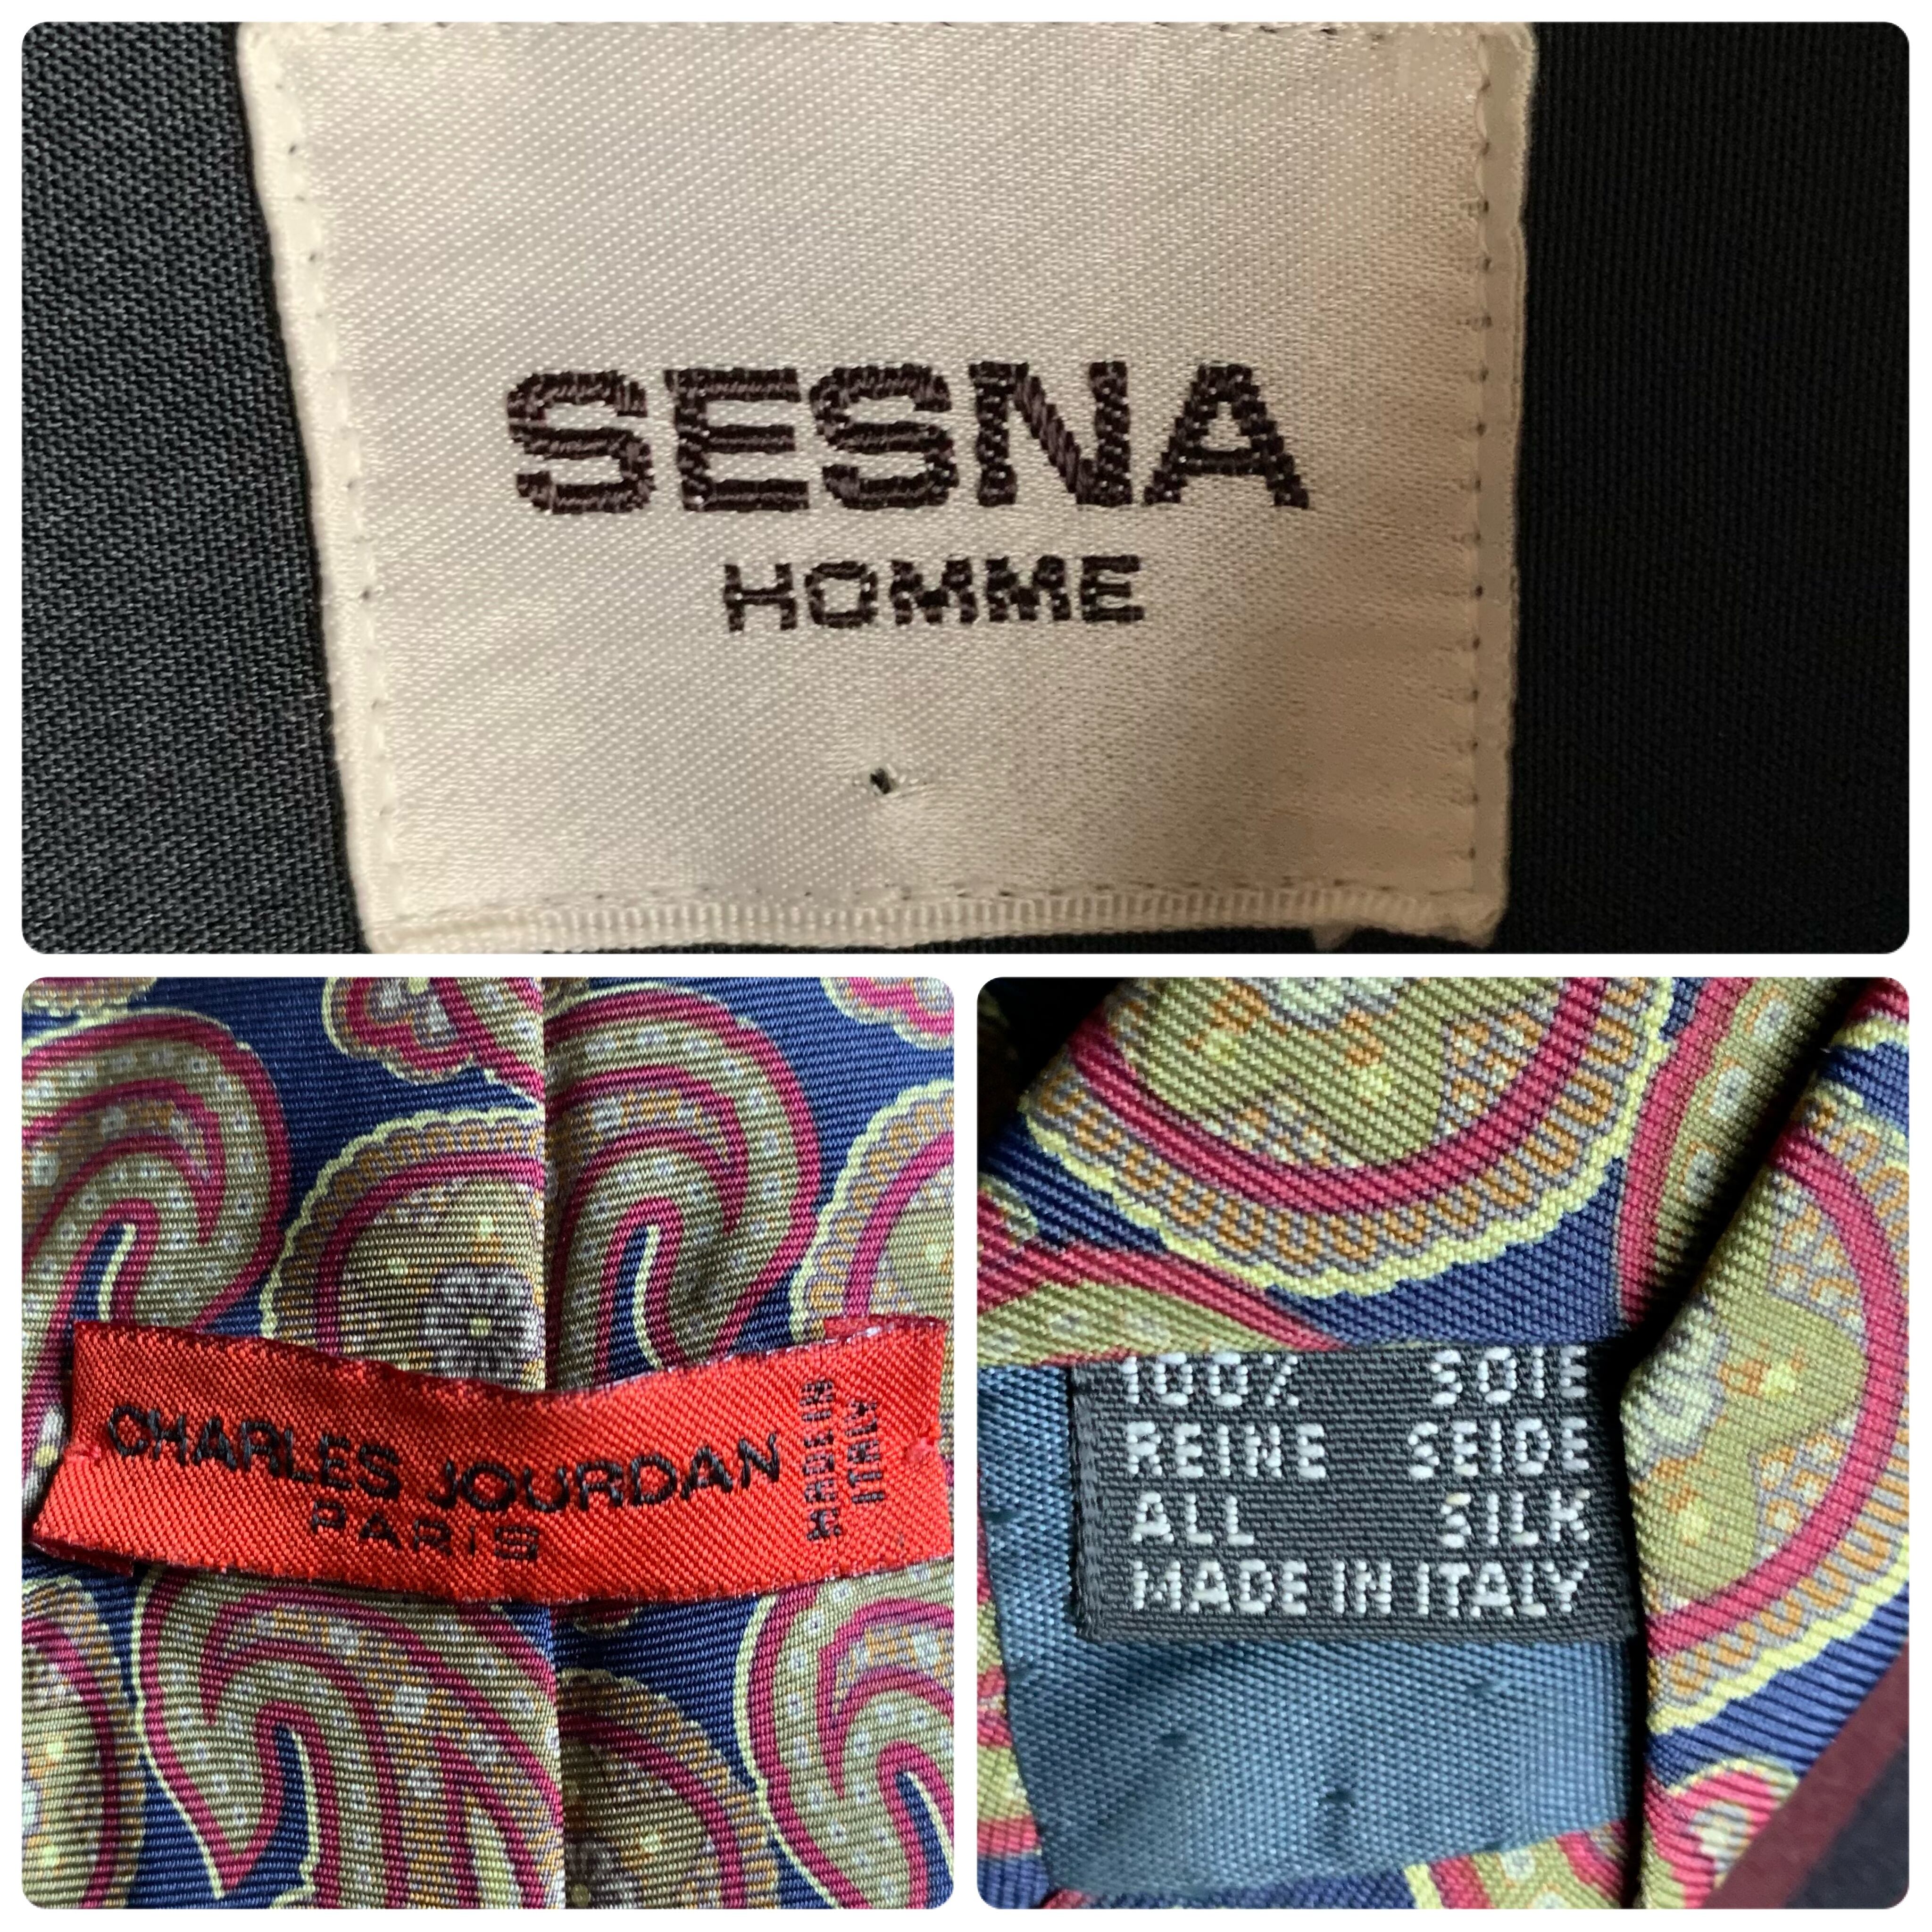 SESNA
HOMME
CHARLES JOURDAN
PARIS
MADE IN
ITALY
100% SOIE
REINE SEIDE
ALL SILK
MADE IN ITALY